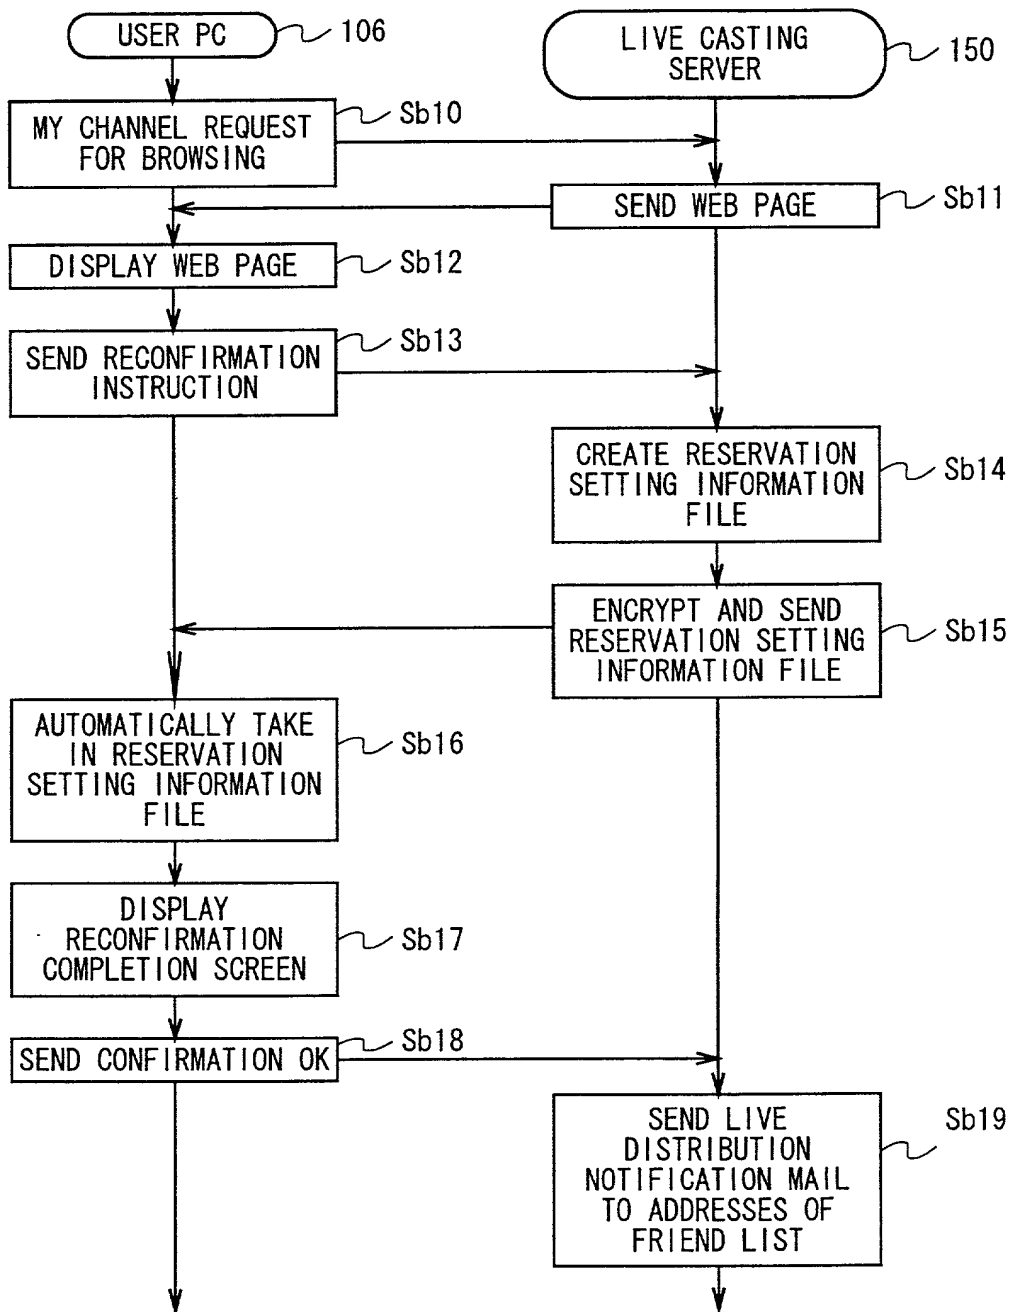 USER PC
106
LIVE CASTING
SERVER
150
MY CHANNEL REQUEST
FOR BROWSING
Sb10
SEND WEB PAGE
Sb11
DISPLAY WEB PAGE
Sb12
SEND RECONFIRMATION
INSTRUCTION
Sb13
CREATE RESERVATION
SETTING INFORMATION
FILE
Sb14
ENCRYPT AND SEND
RESERVATION SETTING
INFORMATION FILE
Sb15
AUTOMATICALLY TAKE
IN RESERVATION
SETTING INFORMATION
FILE
Sb16
DISPLAY
RECONFIRMATION
COMPLETION SCREEN
Sb17
SEND CONFIRMATION OK
Sb18
SEND LIVE
DISTRIBUTION
NOTIFICATION MAIL
TO ADDRESSES OF
FRIEND LIST
Sb19